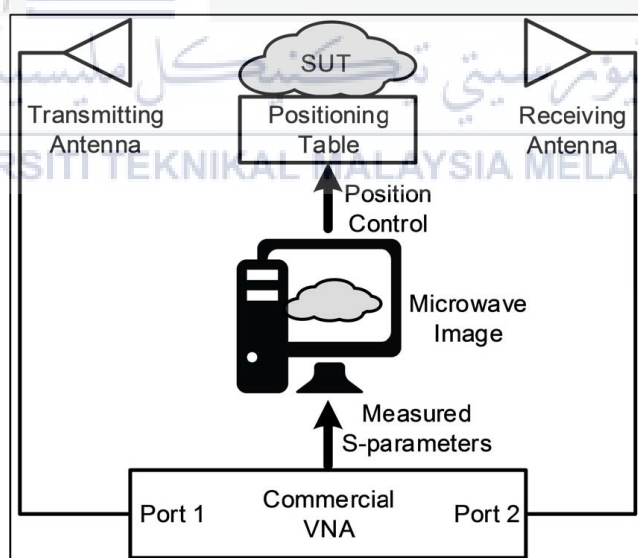 SUT
Transmitting
Antenna
Positioning
Table
Receiving
Antenna
Position
Control
Microwave
Image
Measured
S-parameters
Port 1
Commercial
VNA
Port 2